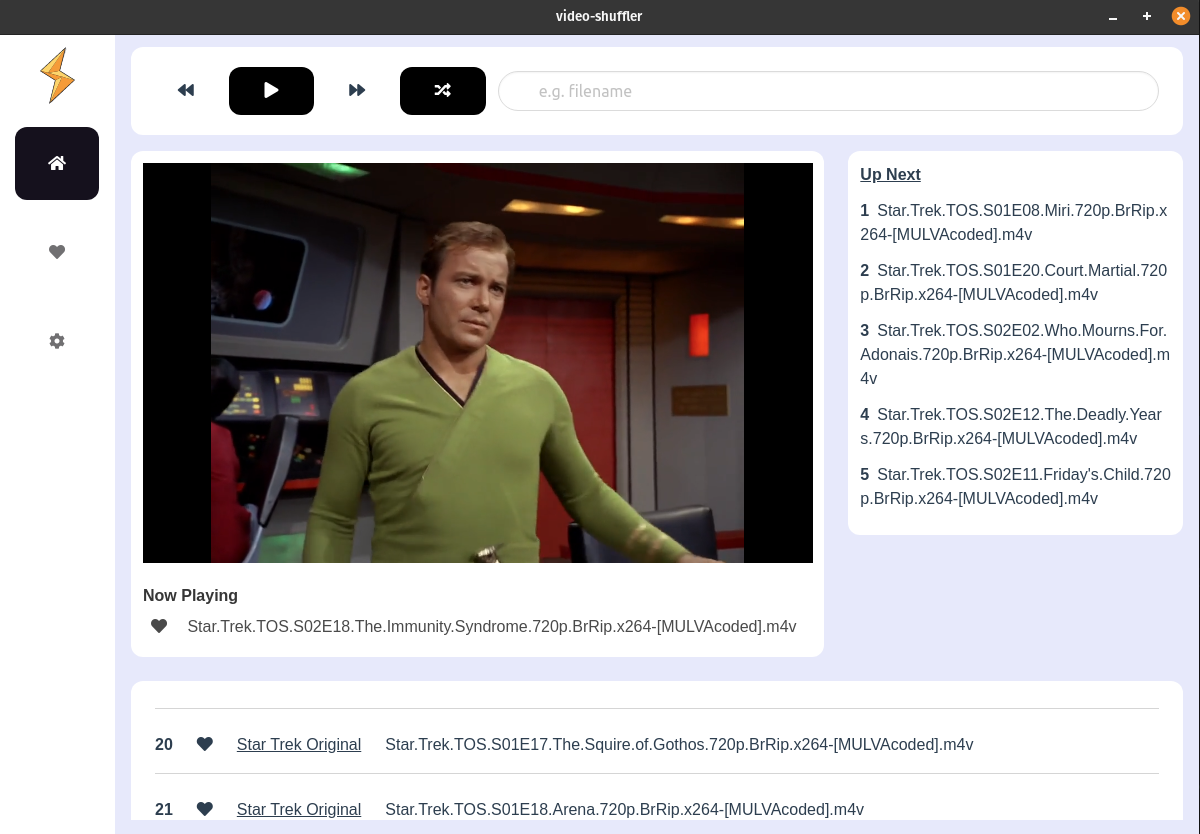 video-shuffler
e.g. filename
Up Next
1 Star.Trek.TOS.S01E08.Miri.720p.BrRip.x
264-[MULVAcoded].m4v
2 Star.Trek.TOS.S01E20.Court.Martial.720
p.BrRip.x264-[MULVAcoded].m4v
3 Star.Trek.TOS.S02E02.Who.Mourns.For.
Adonais.720p.BrRip.x264-[MULVAcoded].m
4v
4 Star.Trek.TOS.S02E12.The.Deadly.Year
s.720p.BrRip.x264-[MULVAcoded].m4v
5 Star.Trek.TOS.S02E11.Friday's.Child.720
p.BrRip.x264-[MULVAcoded].m4v
Now Playing
Star.Trek.TOS.S02E18.The.Immunity.Syndrome.720p.BrRip.x264-[MULVAcoded].m4v
20 Star Trek Original Star.Trek.TOS.S01E17.The.Squire.of.Gothos.720p.BrRip.x264-[MULVAcoded].m4v
21 Star Trek Original Star.Trek.TOS.S01E18.Arena.720p.BrRip.x264-[MULVAcoded].m4v